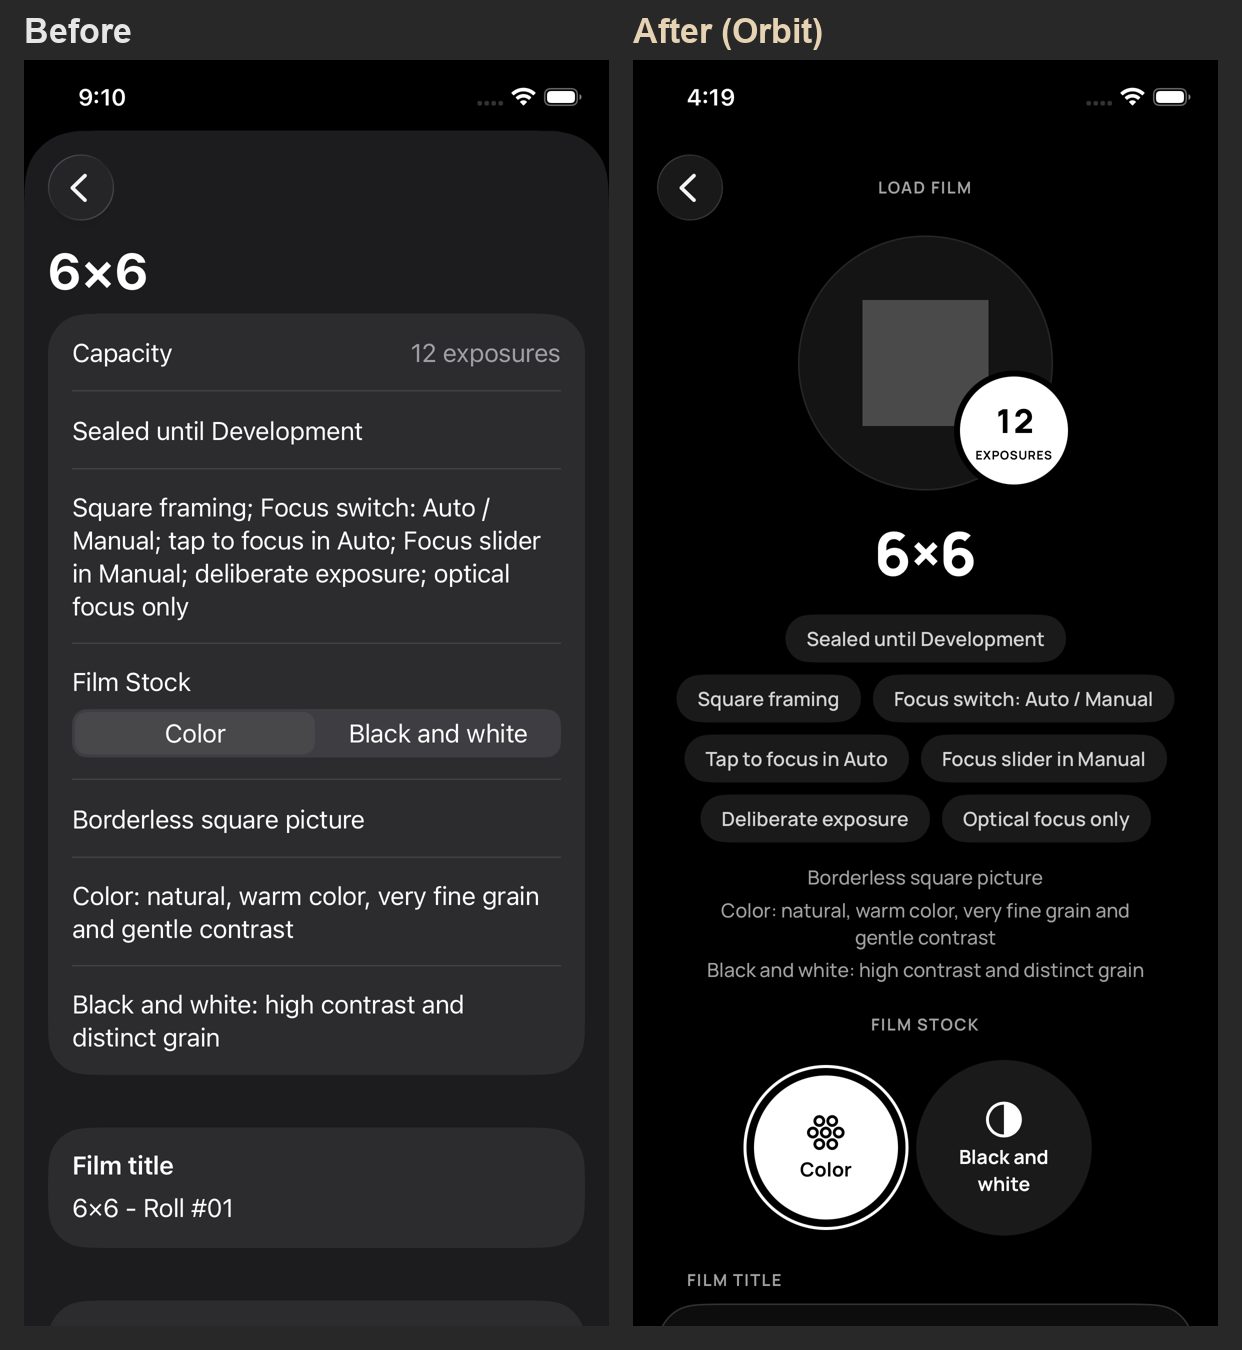 Before
9:10
6×6
Capacity
12 exposures
Sealed until Development
Square framing; Focus switch: Auto /
Manual; tap to focus in Auto; Focus slider
in Manual; deliberate exposure; optical
focus only
Film Stock
Color
Black and white
Borderless square picture
Color: natural, warm color, very fine grain
and gentle contrast
Black and white: high contrast and
distinct grain
Film title
6×6 - Roll #01
After (Orbit)
4:19
LOAD FILM
12
EXPOSURES
6×6
Sealed until Development
Square framing
Focus switch: Auto / Manual
Tap to focus in Auto
Focus slider in Manual
Deliberate exposure
Optical focus only
Borderless square picture
Color: natural, warm color, very fine grain and
gentle contrast
Black and white: high contrast and distinct grain
FILM STOCK
Color
Black and
white
FILM TITLE